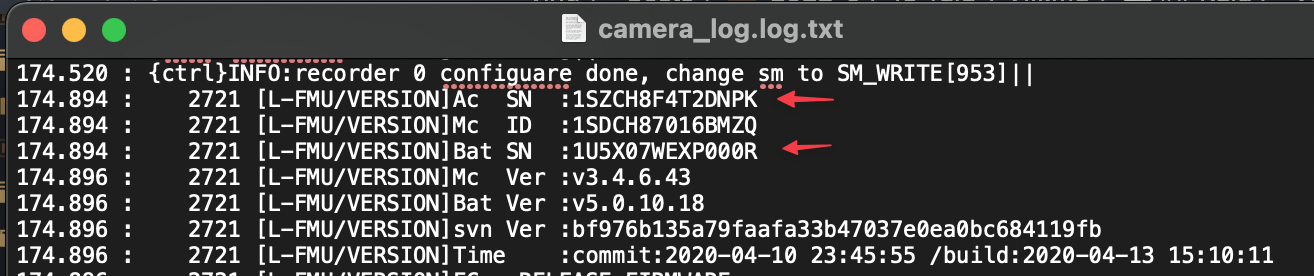 camera_log.log.txt
174.520 : {ctrl}INFO:recorder 0 configuare done, change sm to SM_WRITE[953]||
174.894 : 2721 [L-FMU/VERSION]Ac SN :1SZCH8F4T2DNPK
174.894 : 2721 [L-FMU/VERSION]Mc ID :1SDCH87016BMZQ
174.894 : 2721 [L-FMU/VERSION]Bat SN :1U5X07WEXP000R
174.896 : 2721 [L-FMU/VERSION]Mc Ver :v3.4.6.43
174.896 : 2721 [L-FMU/VERSION]Bat Ver :v5.0.10.18
174.896 : 2721 [L-FMU/VERSION]svn Ver :bf976b135a79faafa33b47037e0ea0bc684119fb
174.896 : 2721 [L-FMU/VERSION]Time :commit:2020-04-10 23:45:55 /build:2020-04-13 15:10:11